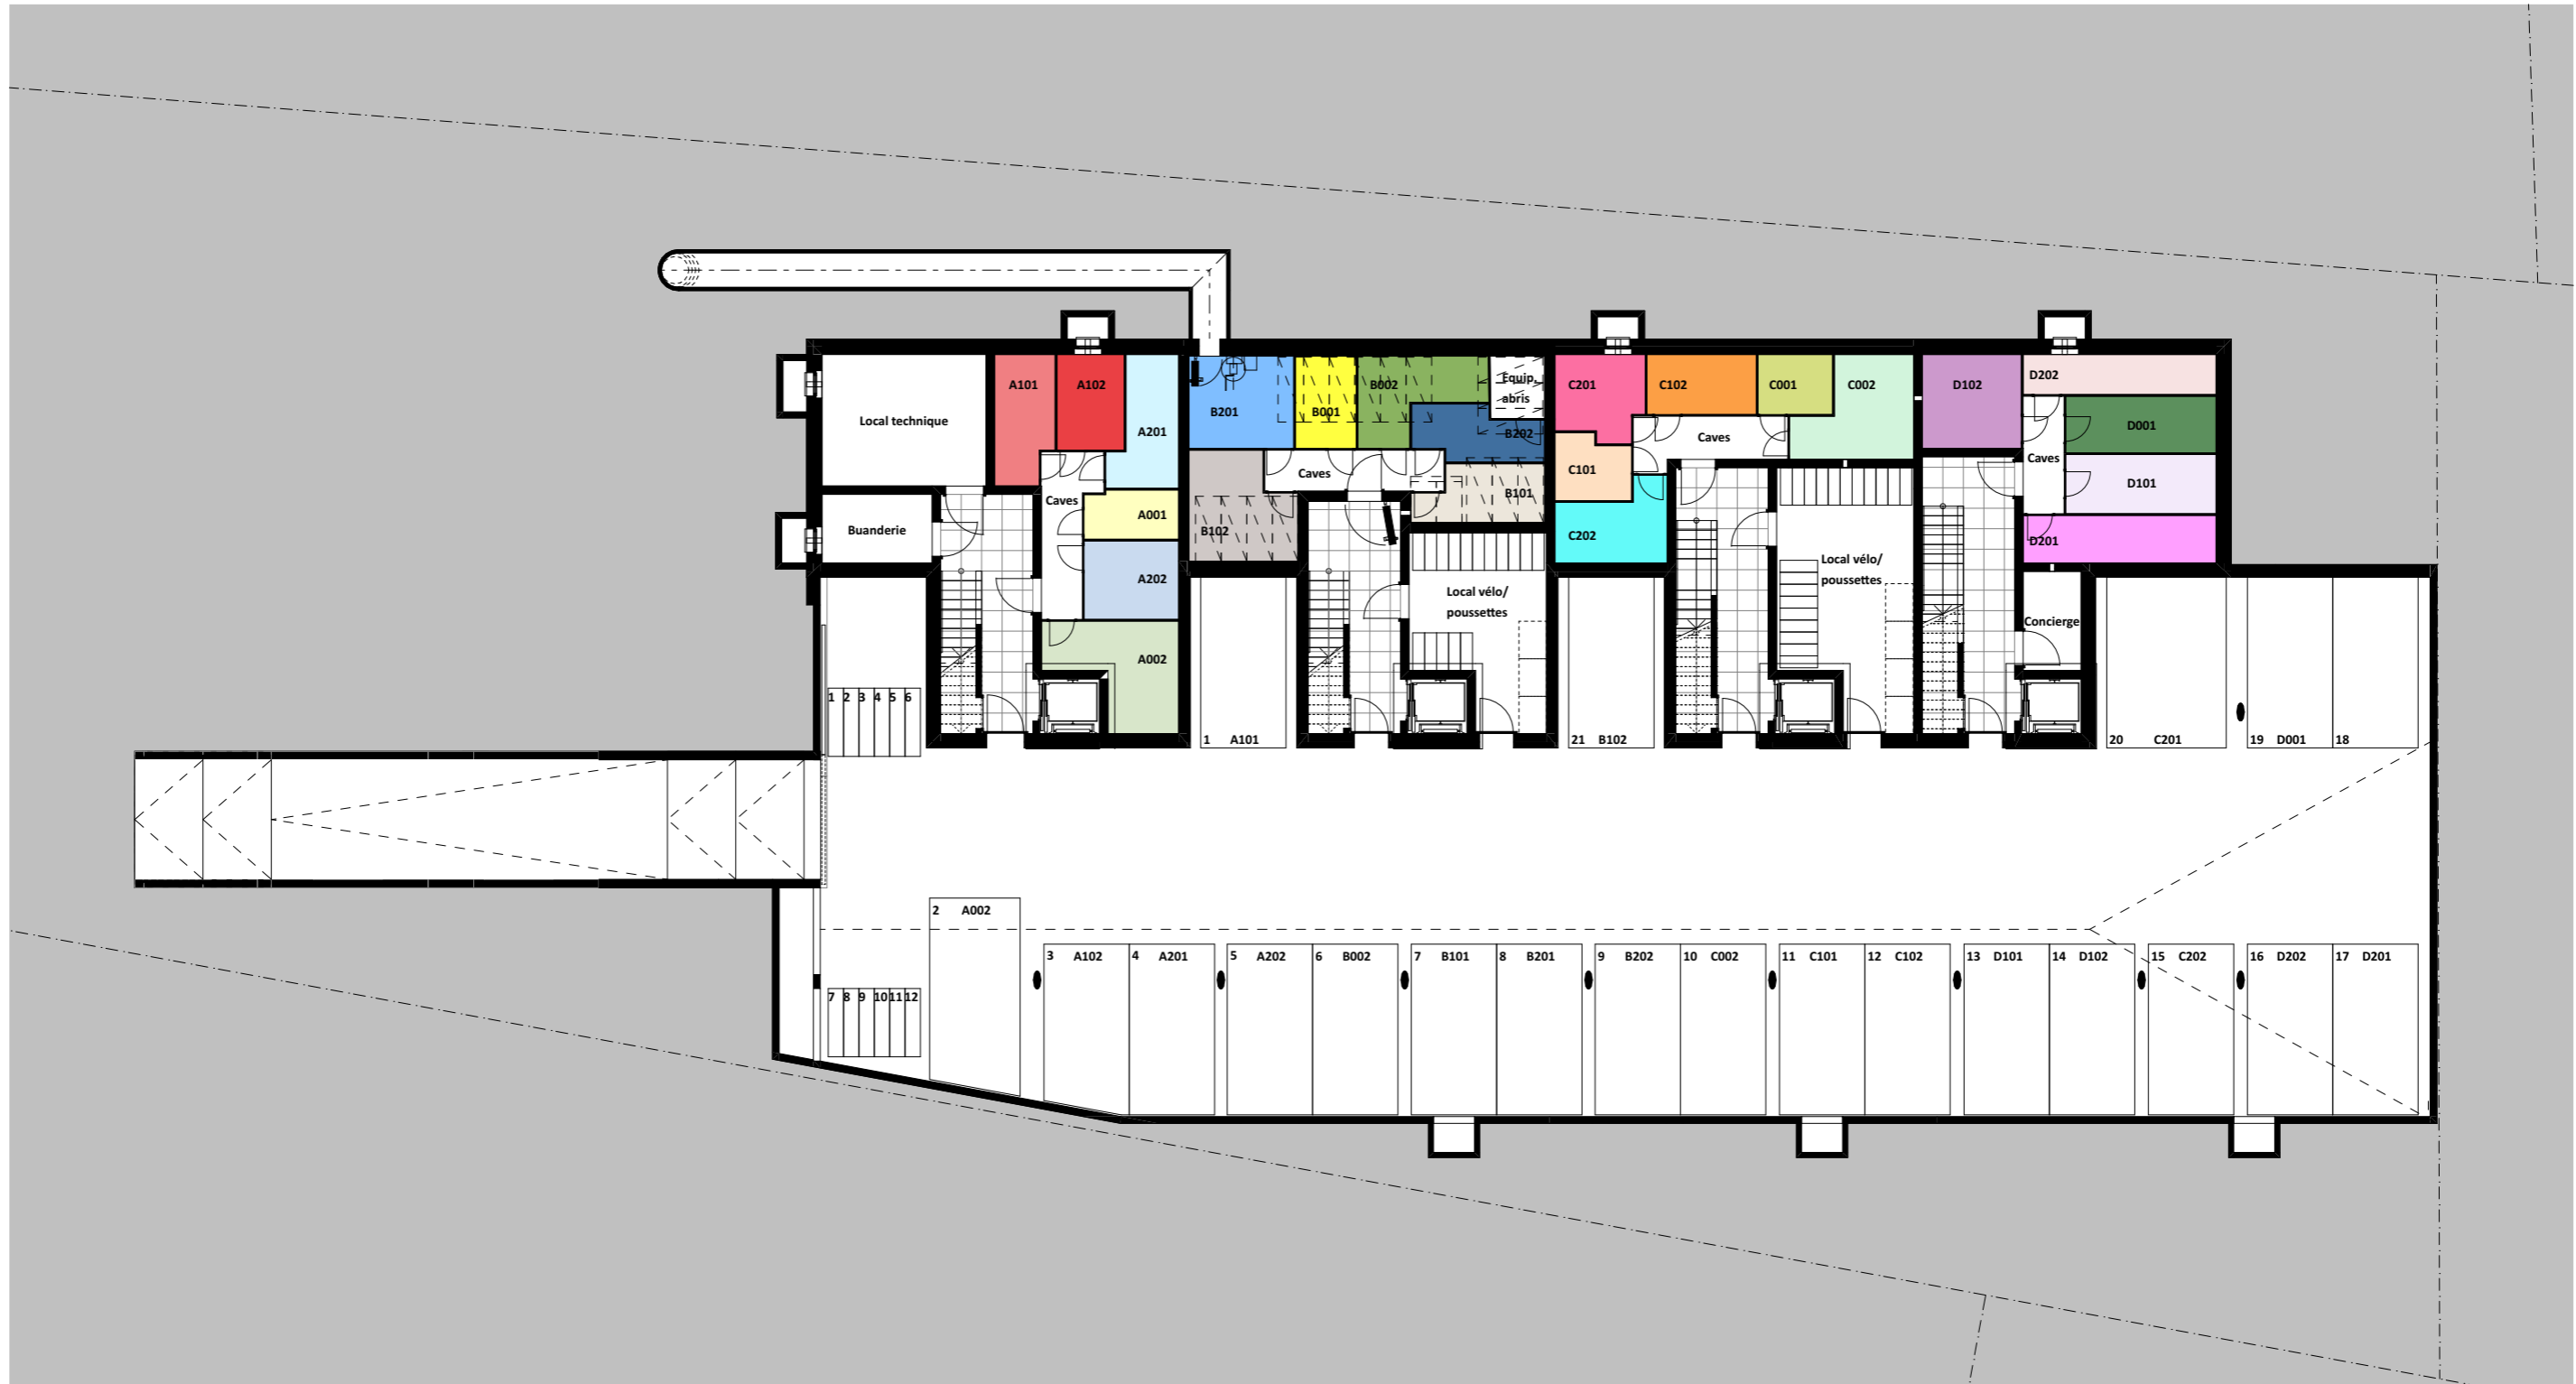 A101
A102
A201
B201
B001
B002
Equip.
abris
B202
C201
C102
C001
C002
D102
D202
Local technique
Caves
Caves
B101
C101
Caves
Caves
D001
D101
Buanderie
A001
A202
B102
C202
D201
Local vélo/
poussettes
Local vélo/
poussettes
Concierge
A002
1 2 3 4 5 6
1 A101
21 B102
20 C201
19 D001
18
2 A002
3 A102
4 A201
5 A202
6 B002
7 B101
8 B201
9 B202
10 C002
11 C101
12 C102
13 D101
14 D102
15 C202
16 D202
17 D201
7 8 9 10 11 12